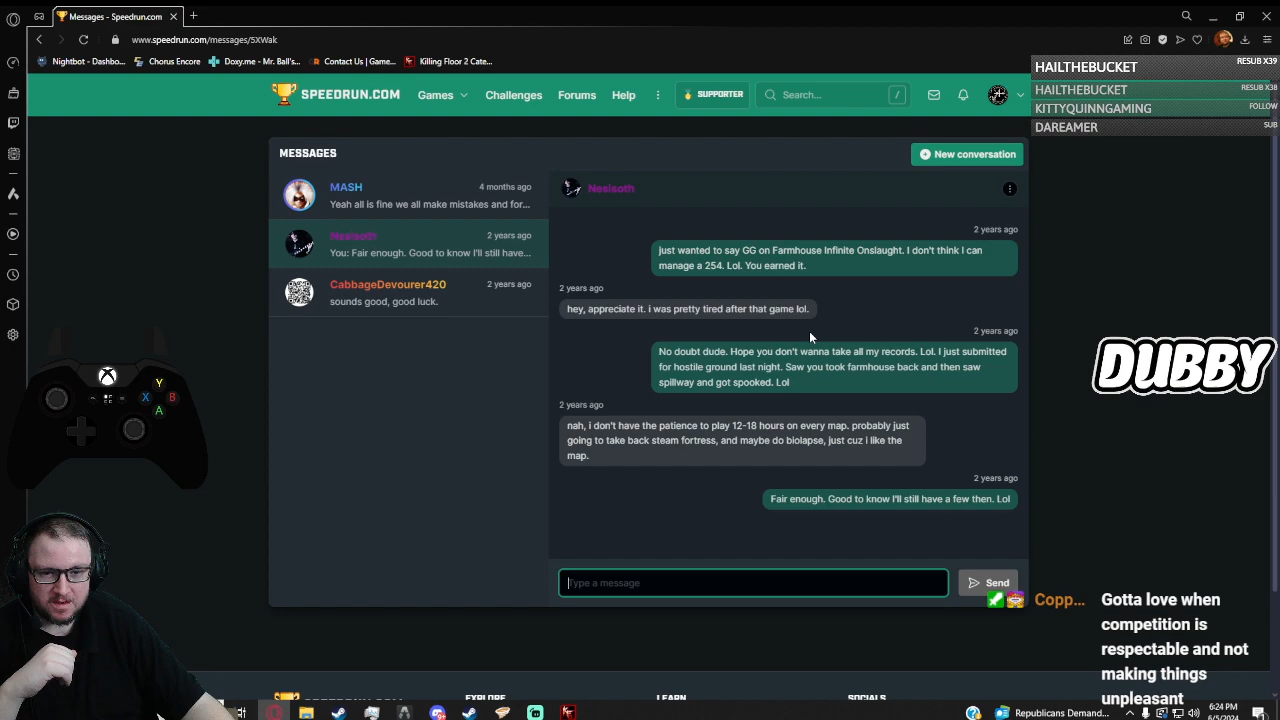 Messages - Speedrun.com
www.speedrun.com/messages/5XWak
Nightbot - Dashbo...
Chorus Encore
Doxy.me - Mr. Ball's...
Contact Us | Game...
Killing Floor 2 Cate...
HAILTHEBUCKET RESUB X39
HAILTHEBUCKET RESUB X38
KITTYQUINNGAMING FOLLOW
DAREAMER SUB
SPEEDRUN.COM
Games
Challenges
Forums
Help
SUPPORTER
Search...
/
MESSAGES
New conversation
MASH 4 months ago
Yeah all is fine we all make mistakes and for...
Nesisoth 2 years ago
You: Fair enough. Good to know I'll still have...
CabbageDevourer420 2 years ago
sounds good, good luck.
Nesisoth
2 years ago
just wanted to say GG on Farmhouse Infinite Onslaught. I don't think I can
manage a 254. Lol. You earned it.
2 years ago
hey, appreciate it. i was pretty tired after that game lol.
2 years ago
No doubt dude. Hope you don't wanna take all my records. Lol. I just submitted
for hostile ground last night. Saw you took farmhouse back and then saw
spillway and got spooked. Lol
2 years ago
nah, i don't have the patience to play 12-18 hours on every map. probably just
going to take back steam fortress, and maybe do biolapse, just cuz i like the
map.
2 years ago
Fair enough. Good to know I'll still have a few then. Lol
Type a message
Send
DUBBY
Y
X
B
A
Copp... Gotta love when
competition is
respectable and not
making things
unpleasant
SPEEDRUN.COM
EXPLORE
LEARN
SOCIALS
Republicans Demand...
6:24 PM
6/5/2024